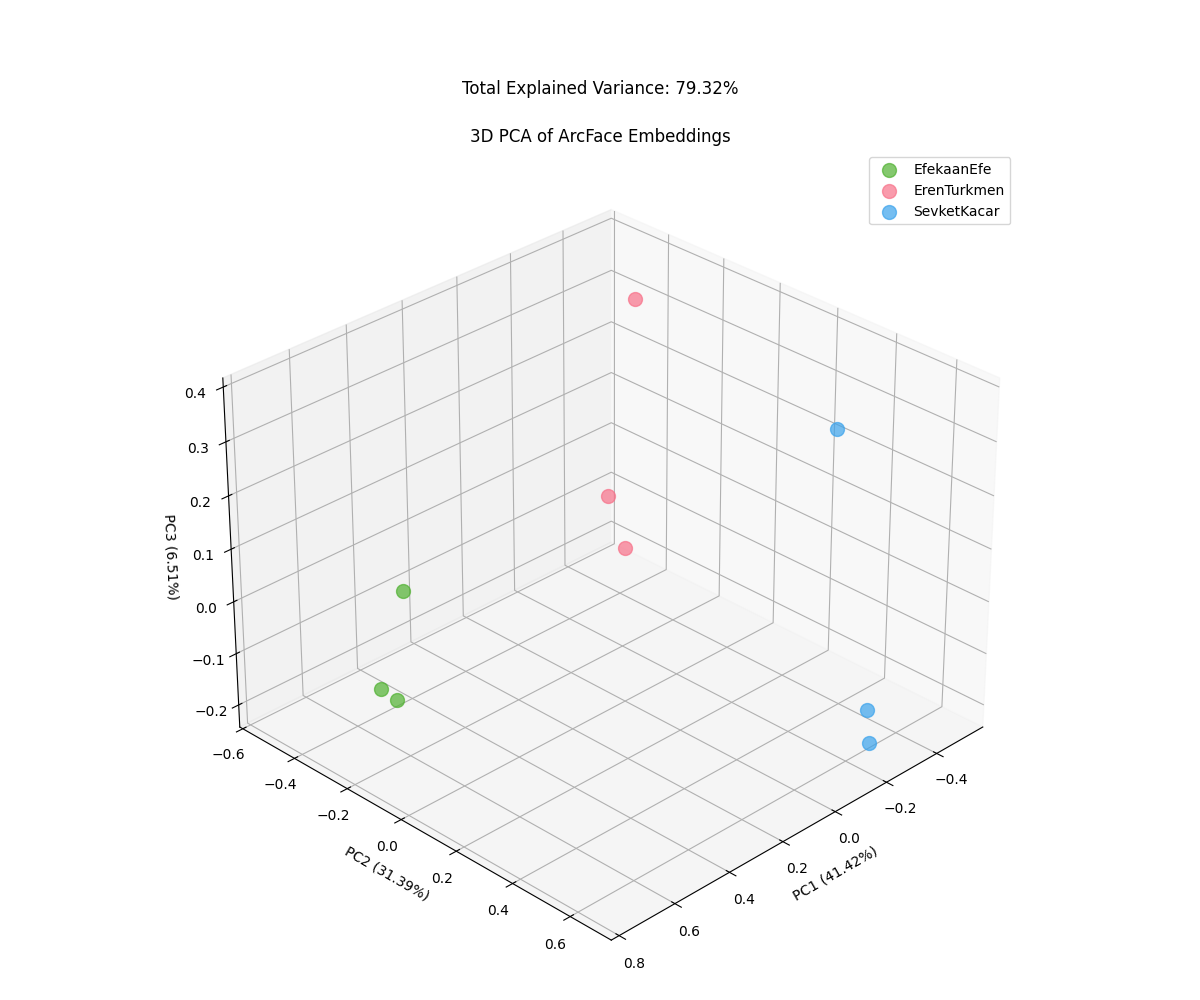 Total Explained Variance: 79.32%
3D PCA of ArcFace Embeddings
EfekaanEfe
ErenTurkmen
SevketKacar
0.4
0.3
0.2
0.1
0.0
−0.1
−0.2
PC3 (6.51%)
−0.6
−0.4
−0.2
0.0
0.2
0.4
0.6
PC2 (31.39%)
−0.4
−0.2
0.0
0.2
0.4
0.6
0.8
PC1 (41.42%)